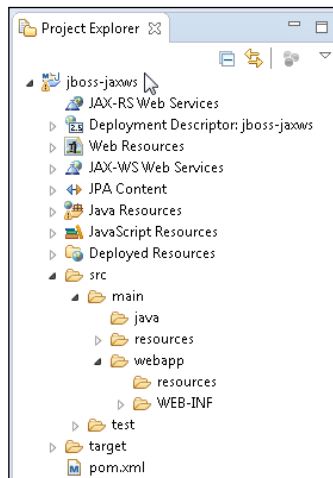 Project Explorer
jboss-jaxws
JAX-RS Web Services
2.5 Deployment Descriptor: jboss-jaxws
Web Resources
JAX-WS Web Services
JPA Content
Java Resources
JavaScript Resources
Deployed Resources
src
main
java
resources
webapp
resources
WEB-INF
test
target
pom.xml